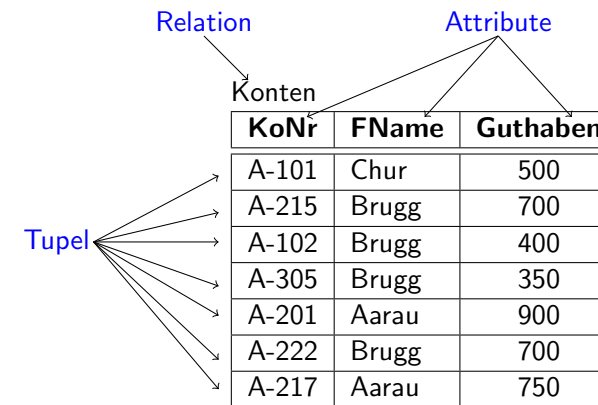 Relation Attribute
Konten
KoNr FName Guthaben
A-101 Chur 500
A-215 Brugg 700
A-102 Brugg 400
Tupel
A-305 Brugg 350
A-201 Aarau 900
A-222 Brugg 700
A-217 Aarau 750